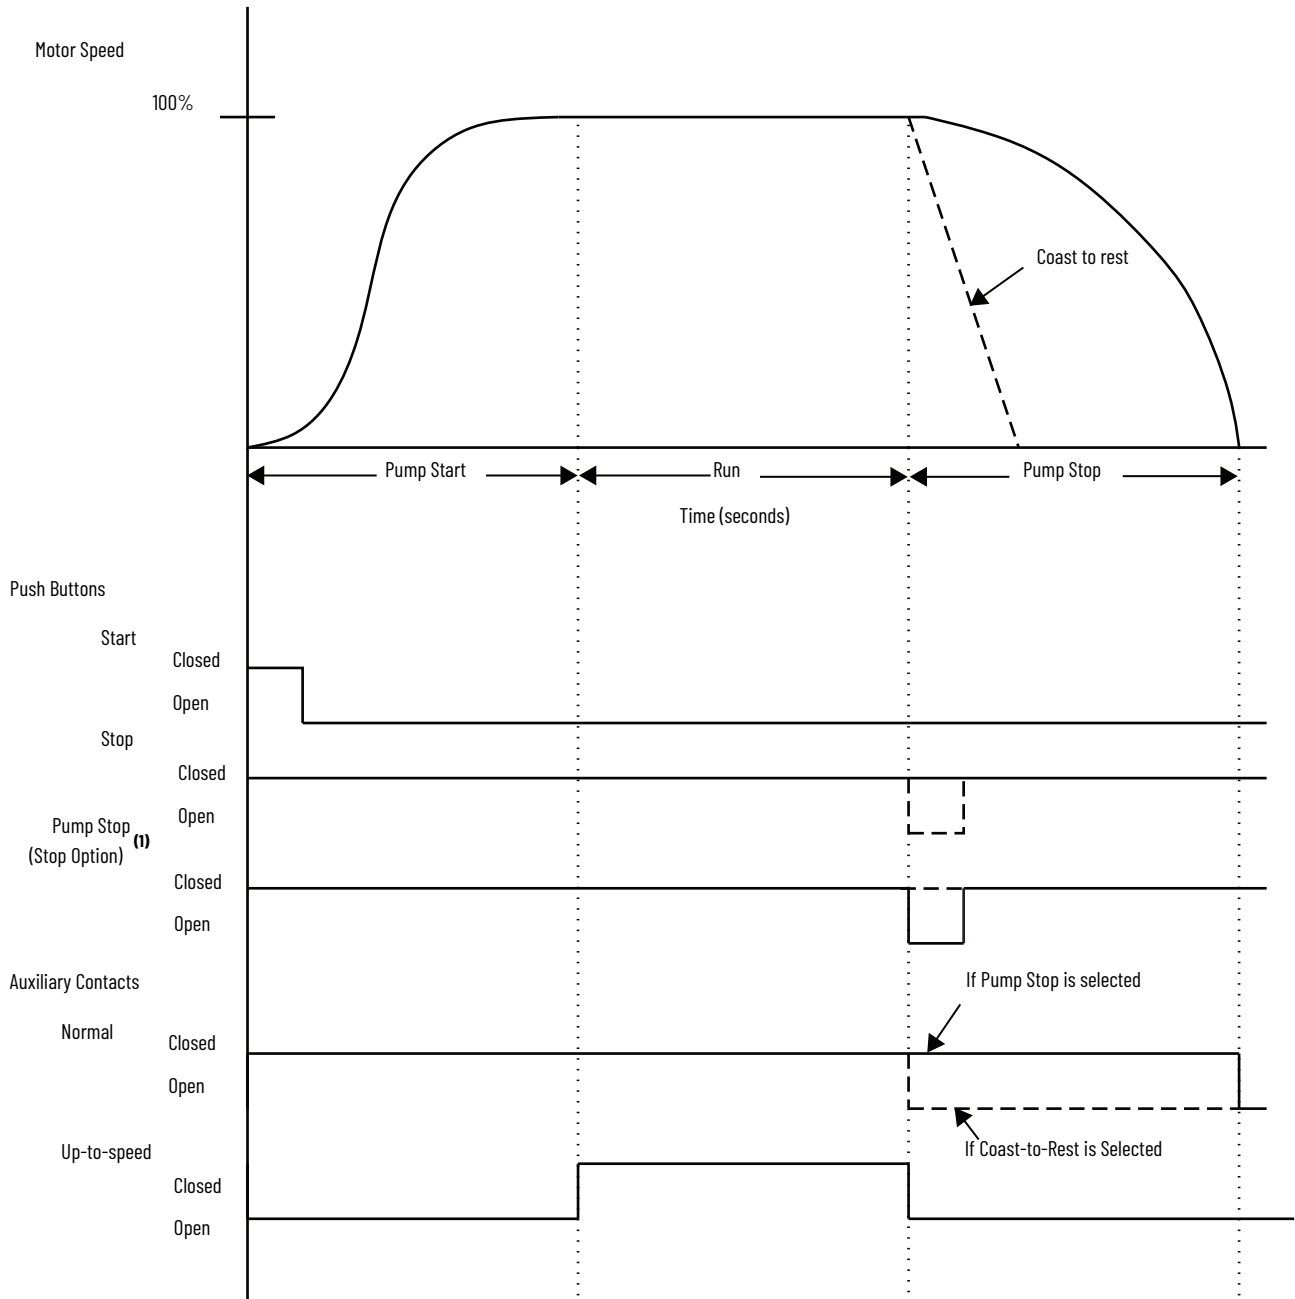 Motor Speed
100%
Coast to rest
Pump Start
Run
Pump Stop
Time (seconds)
Push Buttons
Start
Closed
Open
Stop
Closed
Open
Pump Stop (1)
(Stop Option)
Closed
Open
Auxiliary Contacts
If Pump Stop is selected
Normal
Closed
Open
Up-to-speed
If Coast-to-Rest is Selected
Closed
Open